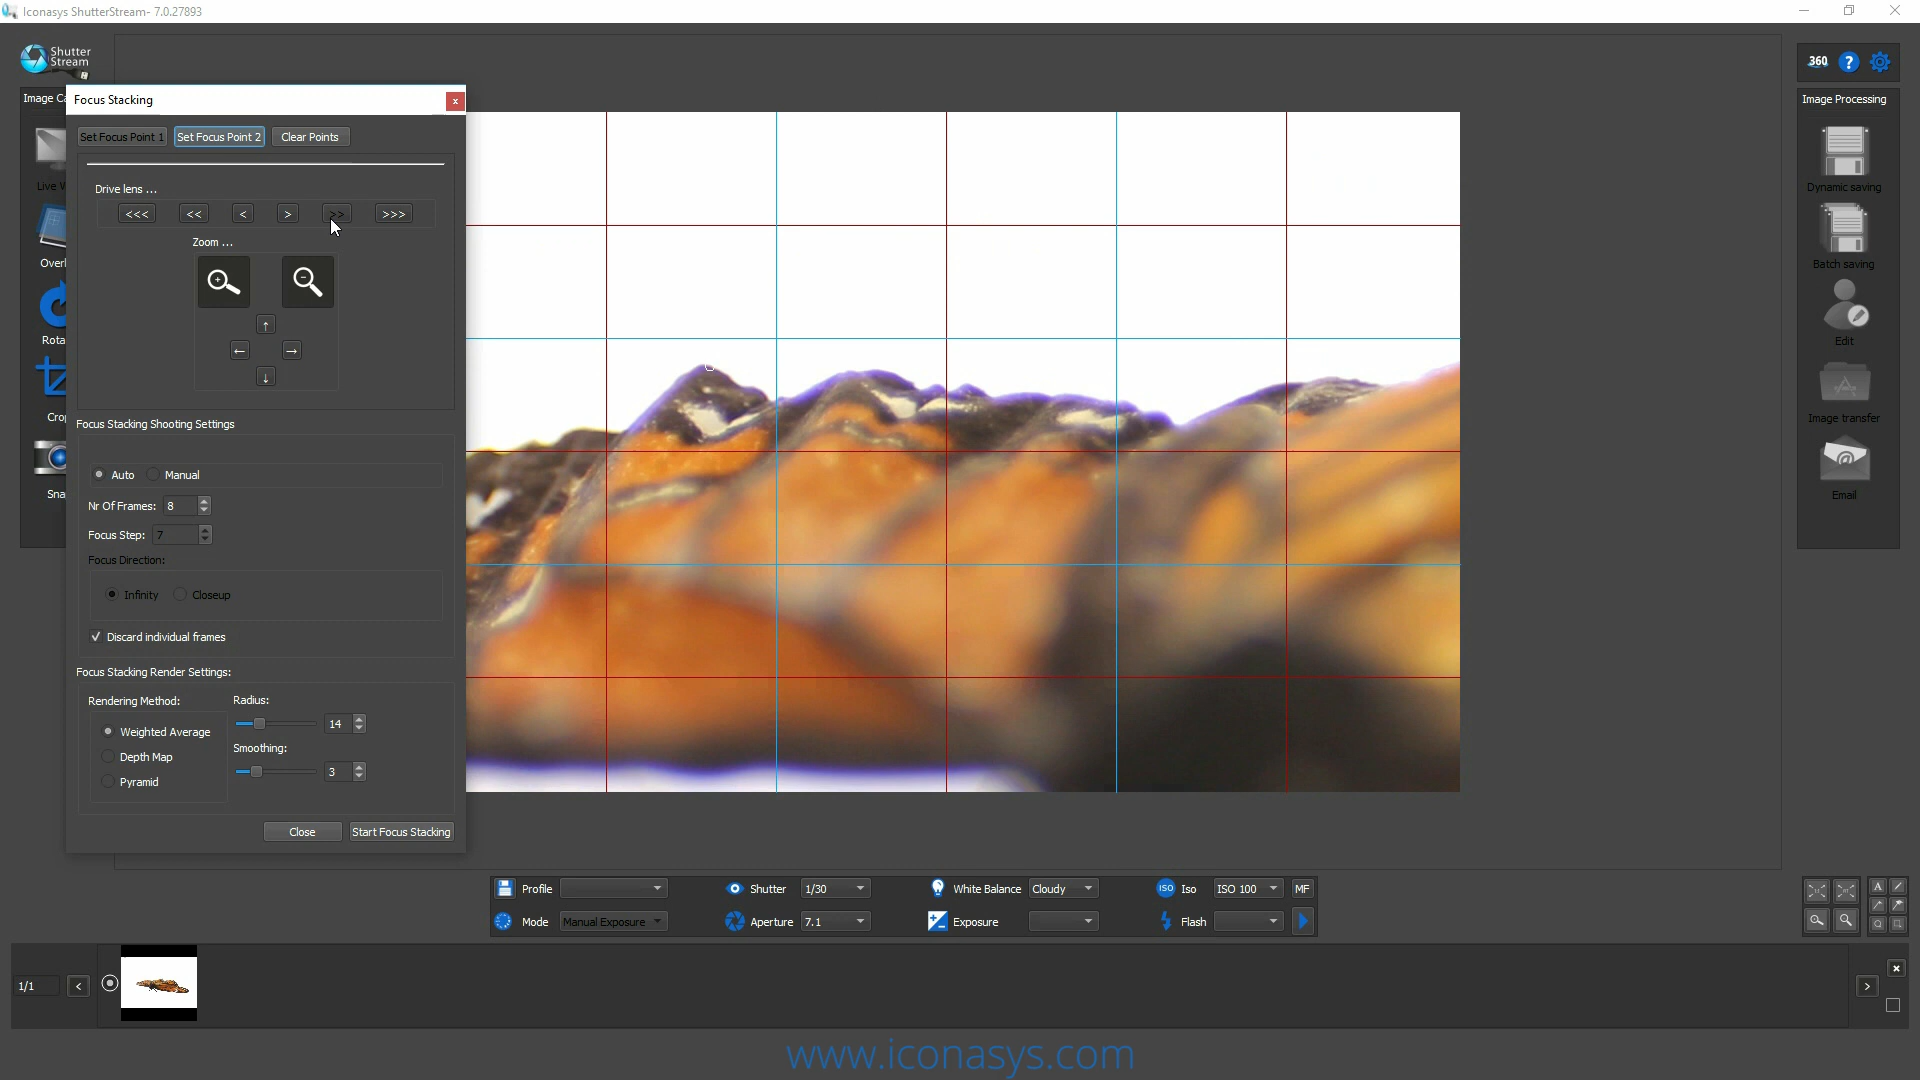 Iconasys ShutterStream- 7.0.27893
Shutter
Stream
360 ?
Image Ca
Image Processing
Focus Stacking
x
Set Focus Point 1 Set Focus Point 2 Clear Points
Drive lens ...
<<< << < > >> >>>
Zoom ...
↑
← →
↓
Live
Overl
Rota
Crop
Sna
Focus Stacking Shooting Settings
Auto Manual
Nr Of Frames: 8
Focus Step: 7
Focus Direction:
Infinity Closeup
✓ Discard individual frames
Focus Stacking Render Settings:
Rendering Method:
Weighted Average
Depth Map
Pyramid
Radius:
14
Smoothing:
3
Close Start Focus Stacking
Dynamic saving
Batch saving
Edit
Image transfer
@
Email
Profile Shutter 1/30 White Balance Cloudy ISO Iso ISO 100 MF
Mode Manual Exposure Aperture 7.1 Exposure Flash
A
1/1 < > x
www.iconasys.com